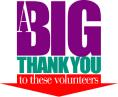 A
BIG
THANK YOU
to these volunteers